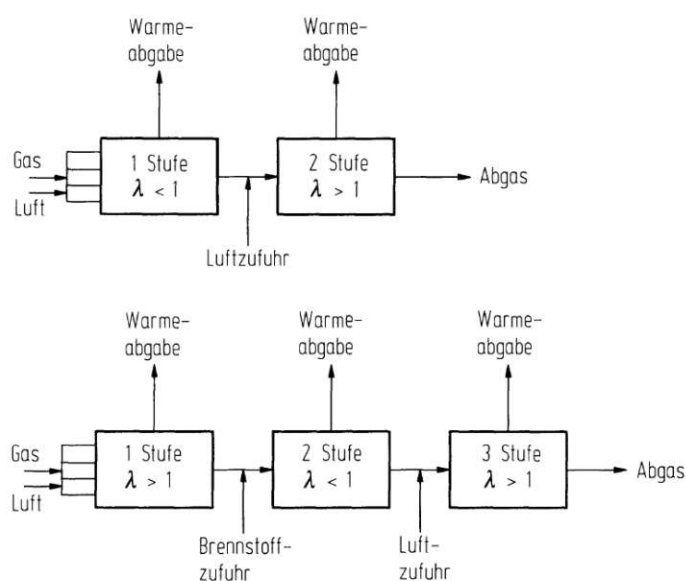 Warme-
abgabe
Warme-
abgabe
Gas
Luft
1 Stufe
λ < 1
2 Stufe
λ > 1
Abgas
Luftzufuhr
Warme-
abgabe
Warme-
abgabe
Warme-
abgabe
Gas
Luft
1 Stufe
λ > 1
2 Stufe
λ < 1
3 Stufe
λ > 1
Abgas
Brennstoff-
zufuhr
Luft-
zufuhr